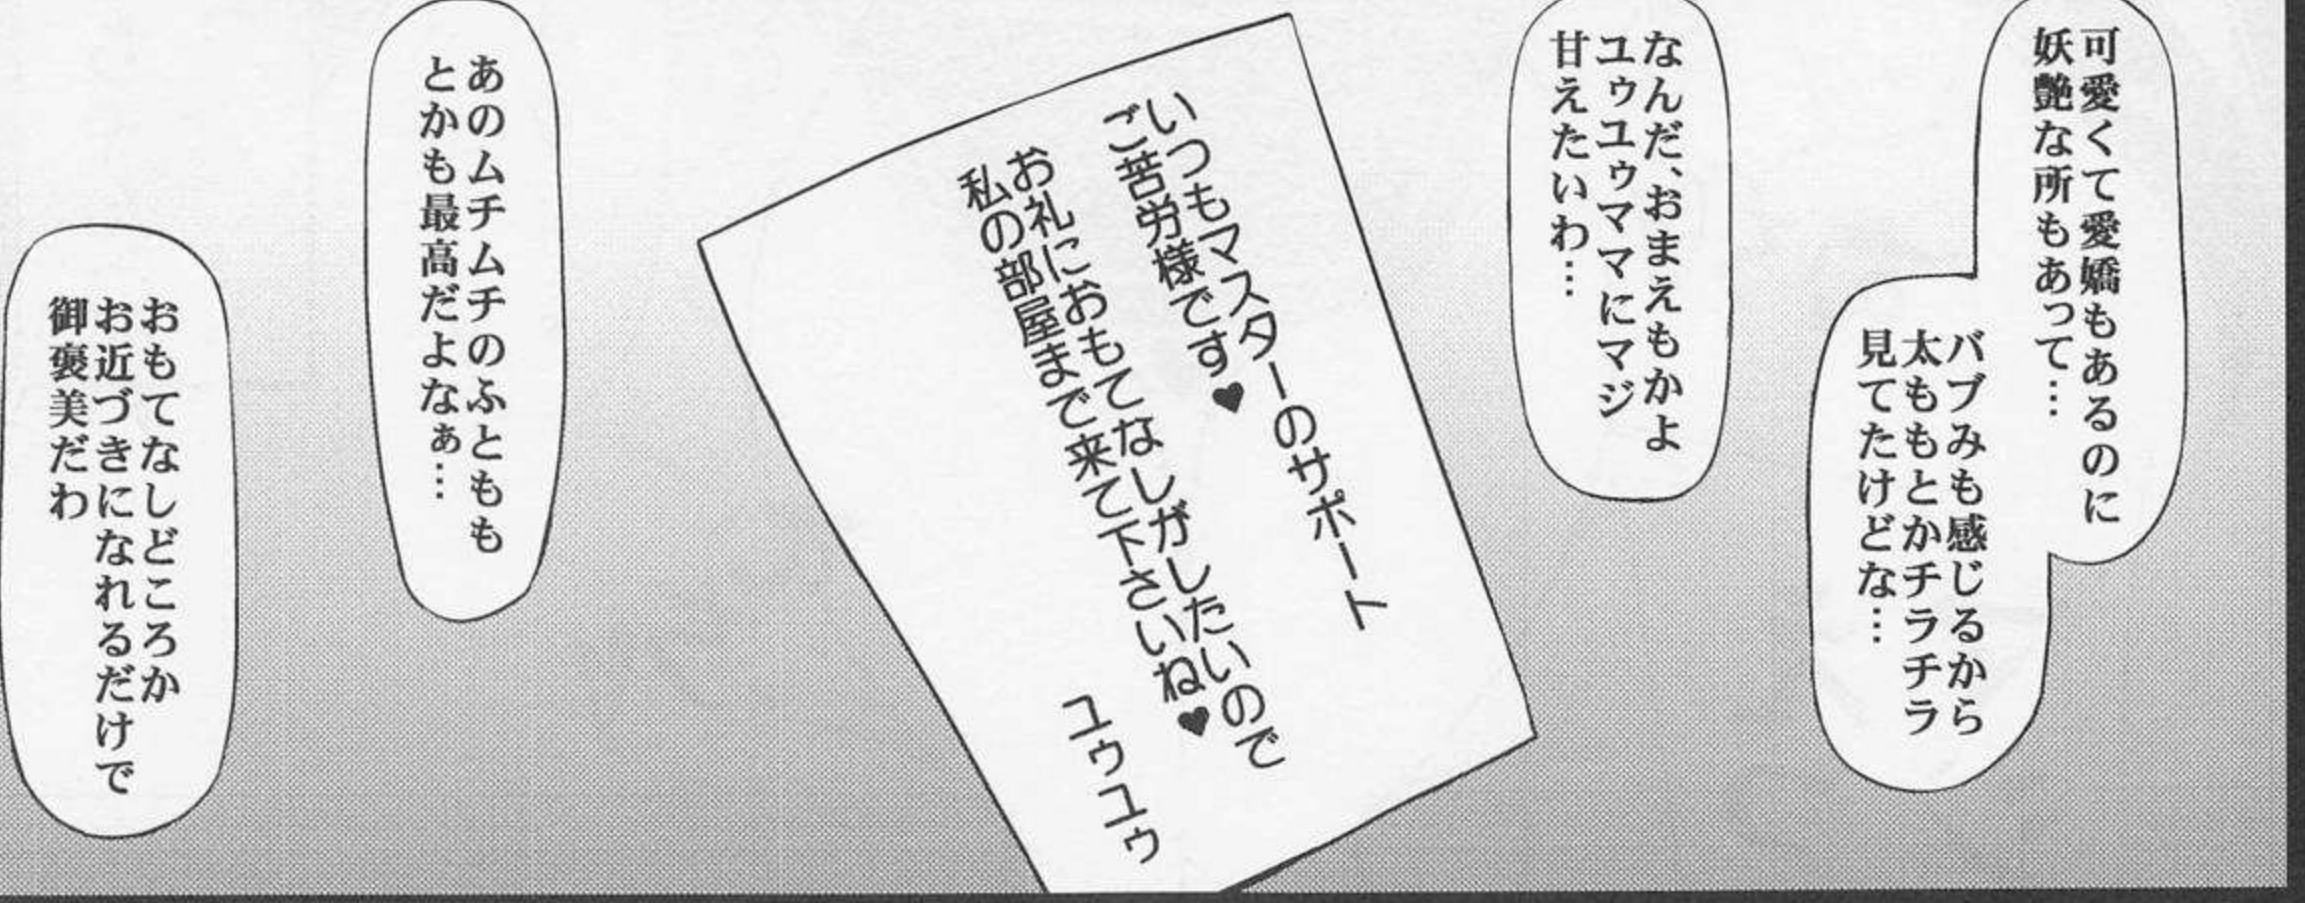 可愛くて愛嬌もあるのに
妖艶な所もあって…
バブみも感じるから
太ももとかチラチラ
見てたけどな…
なんだ、おまえもかよ
ユゥユゥママにマジ
甘えたいわ…
いつもマスターのサポート
ご苦労様です♥
お礼におもてなしがしたいので
私の部屋まで来て下さいね♥
ユゥユゥ
あのムチムチのふともも
とかも最高だよなぁ…
おもてなしどころか
お近づきになれるだけで
御褒美だわ